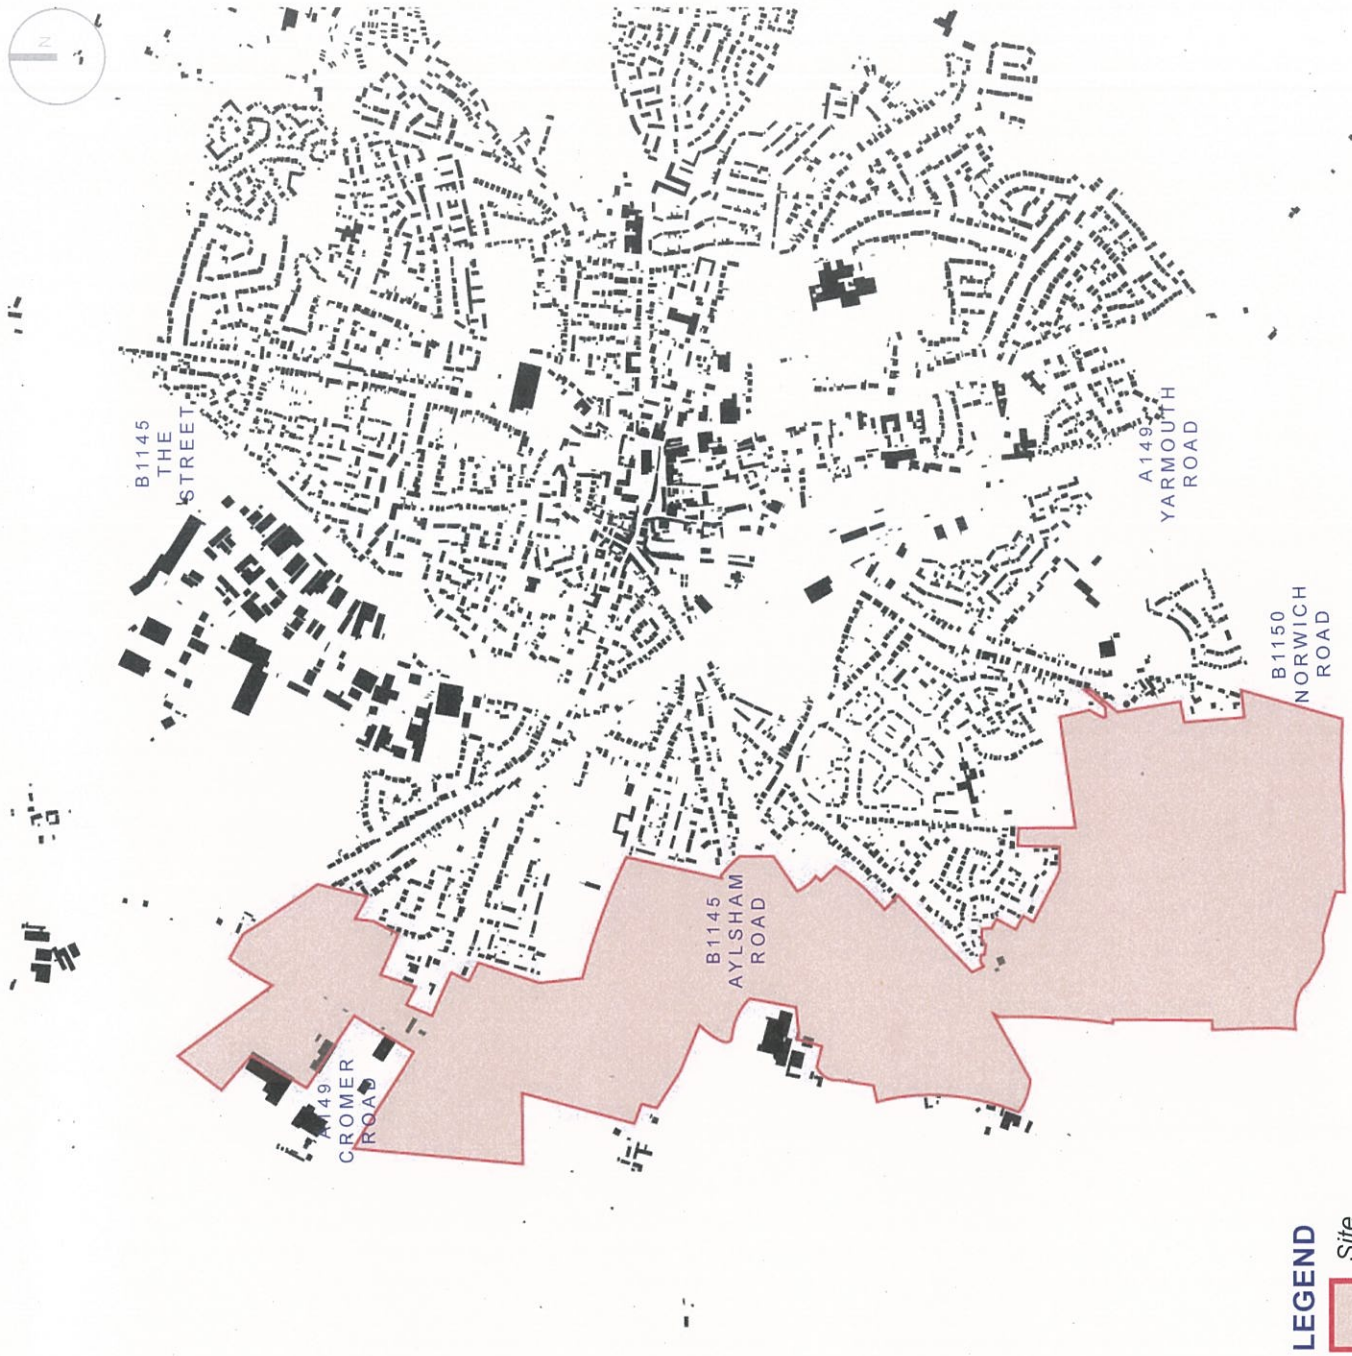 N
B1145
THE
STREET
A149
CROMER
ROAD
B1145
AYLSHAM
ROAD
A149
YARMOUTH
ROAD
B1150
NORWICH
ROAD
LEGEND
Site